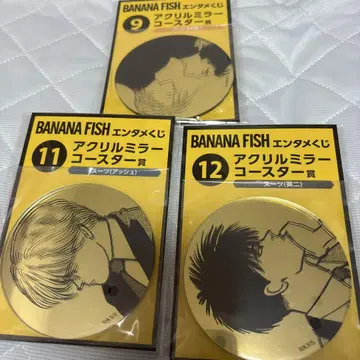 BANANA FISH エンタメくじ
9 アクリルミラー
コースター賞
BANANA FISH エンタメくじ
11 アクリルミラー
コースター賞
スーツ(アッシュ)
BANANA FISH エンタメくじ
12 アクリルミラー
コースター賞
スーツ(英二)